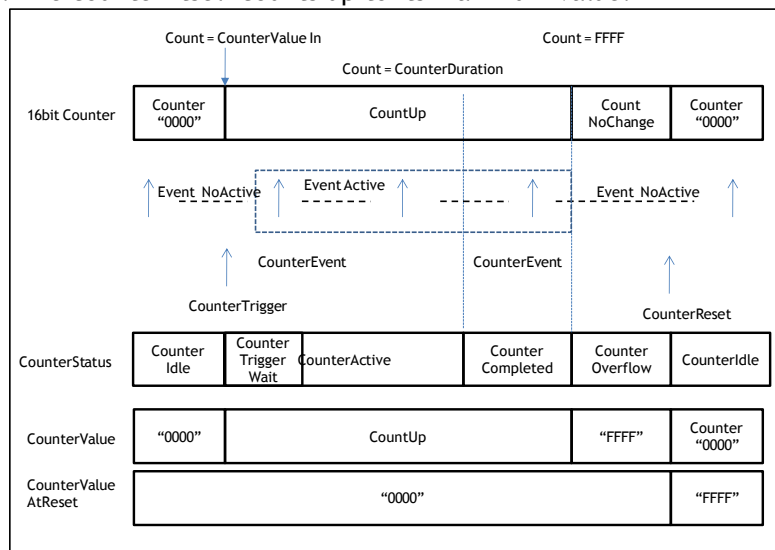 Count = CounterValue In
Count = FFFF
Count = CounterDuration
16bit Counter
Counter
"0000"
CountUp
Count
NoChange
Counter
"0000"
Event NoActive
Event Active
Event NoActive
CounterEvent
CounterEvent
CounterTrigger
CounterReset
CounterStatus
Counter
Idle
Counter
Trigger
Wait
CounterActive
Counter
Completed
Counter
Overflow
CounterIdle
CounterValue
“0000”
CountUp
“FFFF”
Counter
“0000”
CounterValue
AtReset
“0000”
“FFFF”